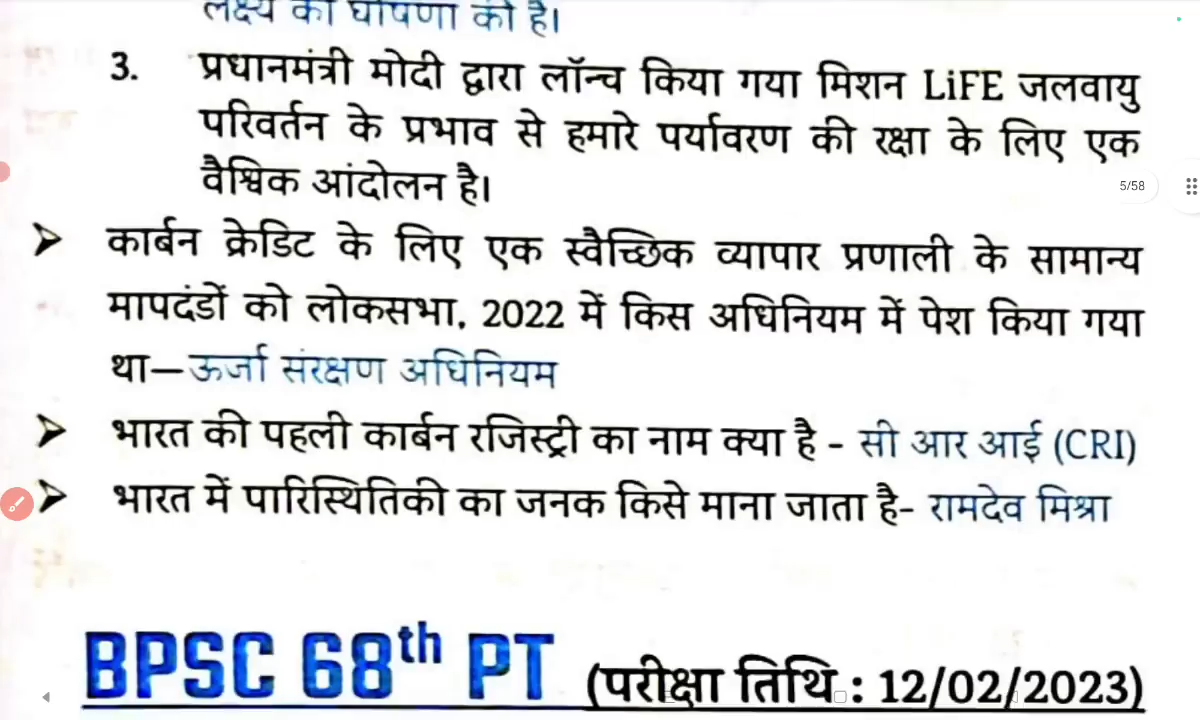 लक्ष्य की घोषणा की है।
3. प्रधानमंत्री मोदी द्वारा लॉन्च किया गया मिशन LiFE जलवायु
परिवर्तन के प्रभाव से हमारे पर्यावरण की रक्षा के लिए एक
वैश्विक आंदोलन है।
5/58
➤ कार्बन क्रेडिट के लिए एक स्वैच्छिक व्यापार प्रणाली के सामान्य
मापदंडों को लोकसभा, 2022 में किस अधिनियम में पेश किया गया
था—ऊर्जा संरक्षण अधिनियम
➤ भारत की पहली कार्बन रजिस्ट्री का नाम क्या है - सी आर आई (CRI)
➤ भारत में पारिस्थितिकी का जनक किसे माना जाता है- रामदेव मिश्रा
BPSC 68th PT (परीक्षा तिथि : 12/02/2023)